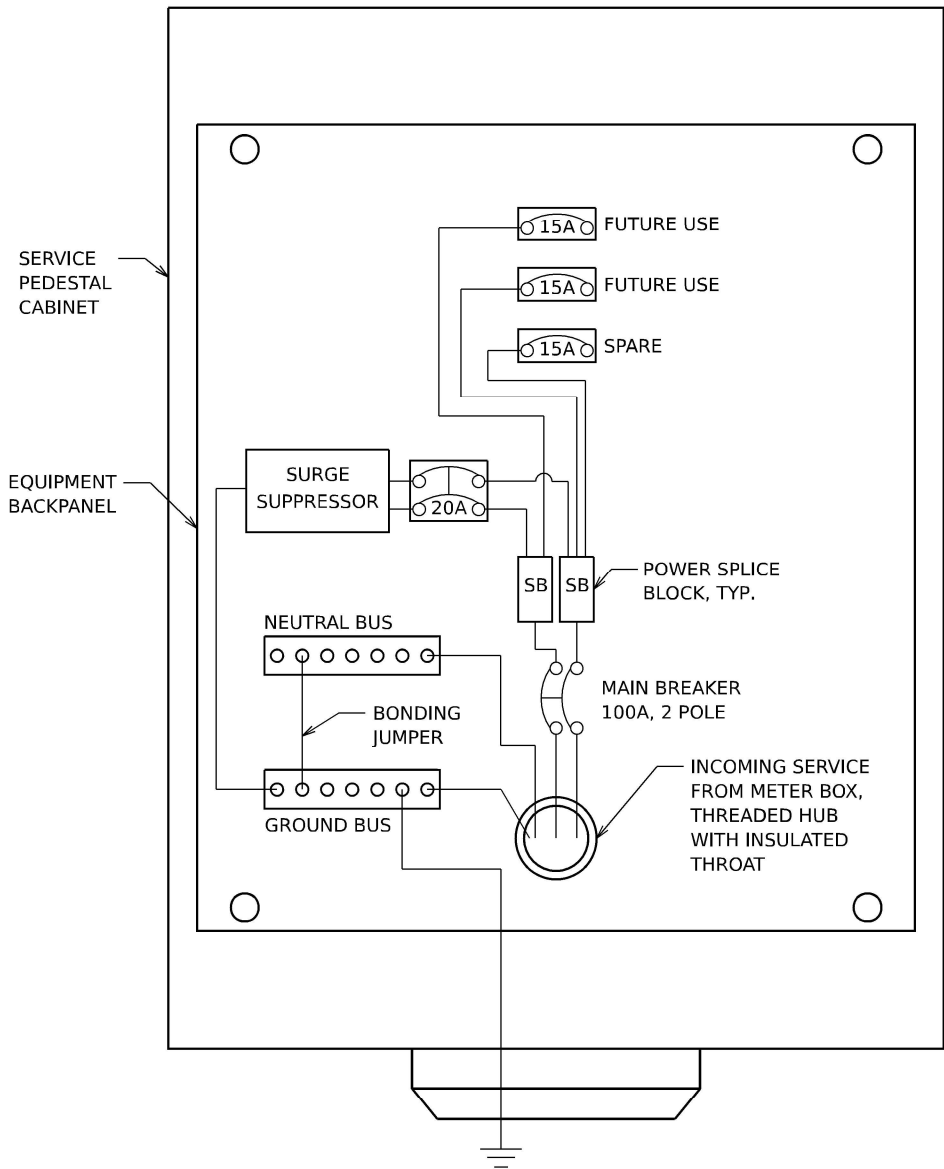 15A FUTURE USE
15A FUTURE USE
15A SPARE
SERVICE
PEDESTAL
CABINET
EQUIPMENT
BACKPANEL
SURGE
SUPPRESSOR
20A
SB SB
POWER SPLICE
BLOCK, TYP.
NEUTRAL BUS
MAIN BREAKER
100A, 2 POLE
BONDING
JUMPER
GROUND BUS
INCOMING SERVICE
FROM METER BOX,
THREADED HUB
WITH INSULATED
THROAT